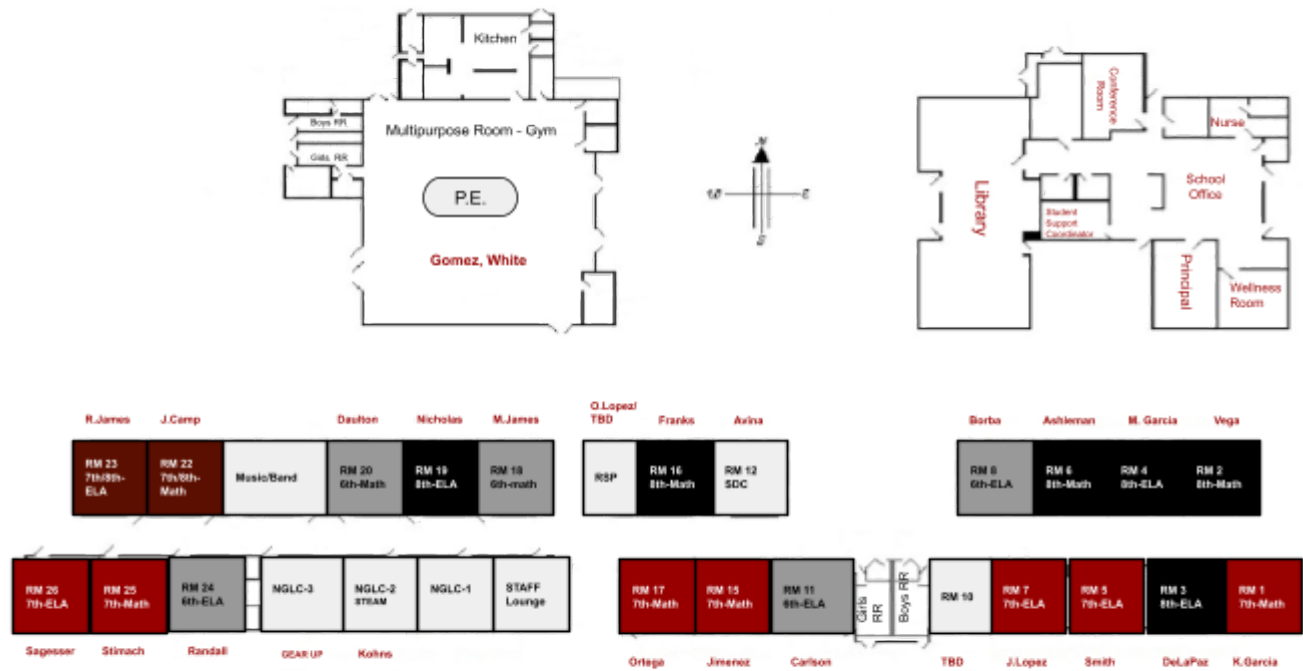 Kitchen
Boys RR
Multipurpose Room - Gym
Girls RR
P.E.
Gomez, White
N
S
Conference
Room
Nurse
Library
School
Office
Student
Support
Coordinator
Principal
Wellness
Room
R.James
J.Camp
Daulton
Nicholas
M.James
O.Lopez/
TBD
Franks
Avina
Borba
Ashleman
M. Garcia
Vega
RM 23
7th/8th-
ELA
RM 22
7th/8th-
Math
Music/Band
RM 20
6th-Math
RM 19
8th-ELA
RM 18
6th-math
RSP
RM 16
8th-Math
RM 12
SDC
RM 8
6th-ELA
RM 6
8th-Math
RM 4
8th-ELA
RM 2
8th-Math
RM 26
7th-ELA
RM 25
7th-Math
RM 24
6th-ELA
NGLC-3
NGLC-2
STEAM
NGLC-1
STAFF
Lounge
RM 17
7th-Math
RM 15
7th-Math
RM 11
6th-ELA
Girls
RR
Boys RR
RM 10
RM 7
7th-ELA
RM 5
7th-ELA
RM 3
8th-ELA
RM 1
7th-Math
Sagesser
Stimach
Randall
GEAR UP
Kohns
Ortega
Jimenez
Carlson
TBD
J.Lopez
Smith
DeLaPaz
K.Garcia